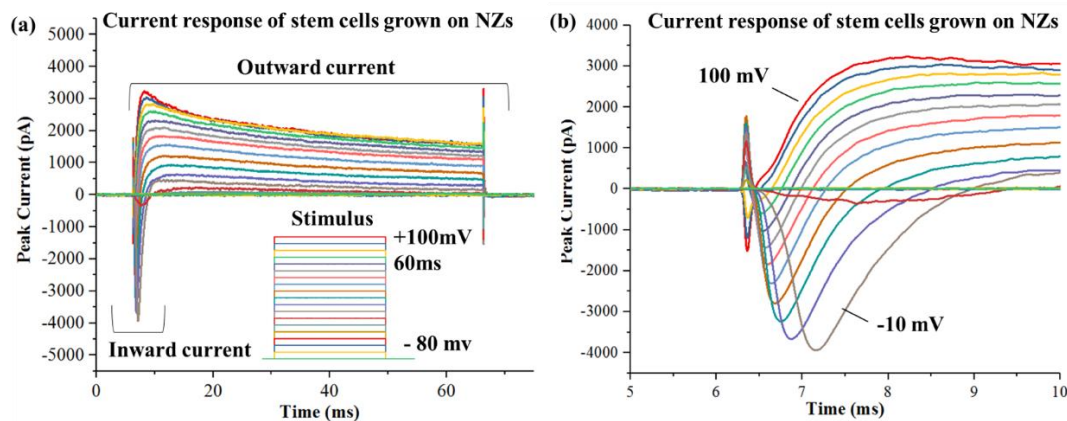 (a) Current response of stem cells grown on NZs
Outward current
Stimulus
+100mV
60ms
- 80 mv
Inward current
Peak Current (pA)
5000
4000
3000
2000
1000
0
-1000
-2000
-3000
-4000
-5000
0 20 40 60
Time (ms)
(b) Current response of stem cells grown on NZs
100 mV
-10 mV
Peak Current (pA)
4000
3000
2000
1000
0
-1000
-2000
-3000
-4000
5 6 7 8 9 10
Time (ms)